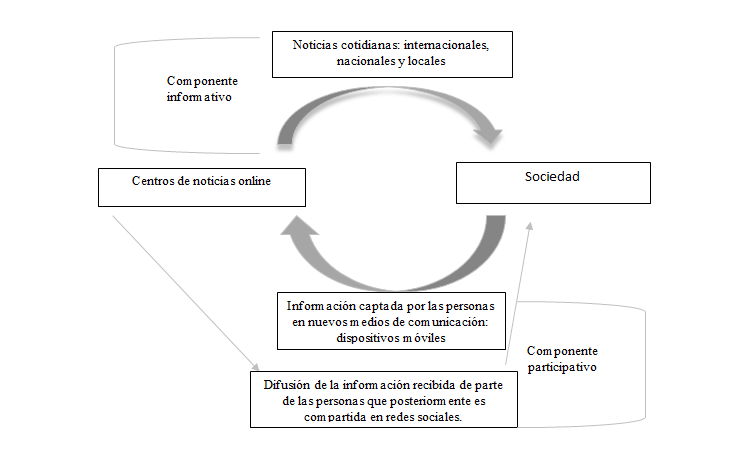 Noticias cotidianas: internacionales,
nacionales y locales
Componente
informativo
Centros de noticias online
Sociedad
Información captada por las personas
en nuevos medios de comunicación:
dispositivos móviles
Componente
participativo
Difusión de la información recibida de parte
de las personas que posteriormente es
compartida en redes sociales.